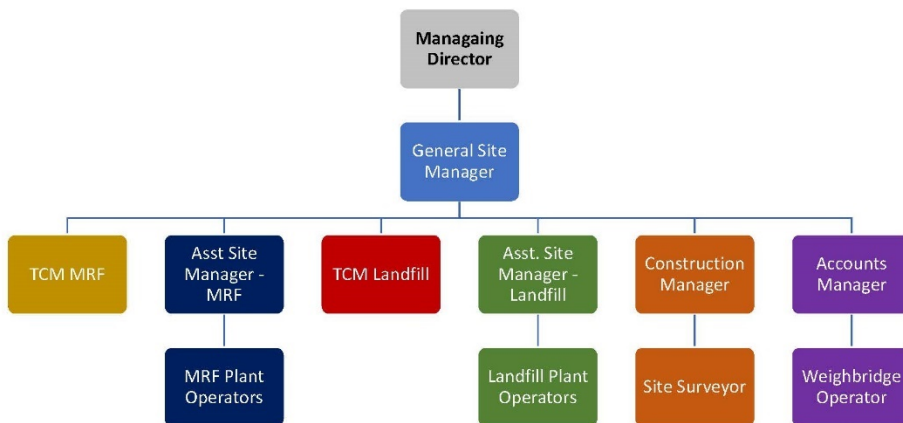 Managaing
Director
General Site
Manager
TCM MRF
Asst Site
Manager -
MRF
TCM Landfill
Asst. Site
Manager -
Landfill
Construction
Manager
Accounts
Manager
MRF Plant
Operators
Landfill Plant
Operators
Site Surveyor
Weighbridge
Operator